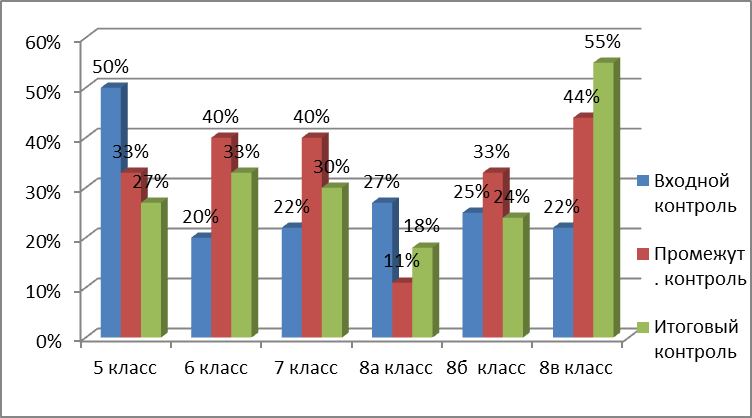 60%
50%
40%
30%
20%
10%
0%
50%
33%
27%
20%
40%
33%
22%
40%
30%
27%
11%
18%
25%
33%
24%
22%
44%
55%
5 класс
6 класс
7 класс
8а класс
8б класс
8в класс
Входной
контроль
Промежут
. контроль
Итоговый
контроль